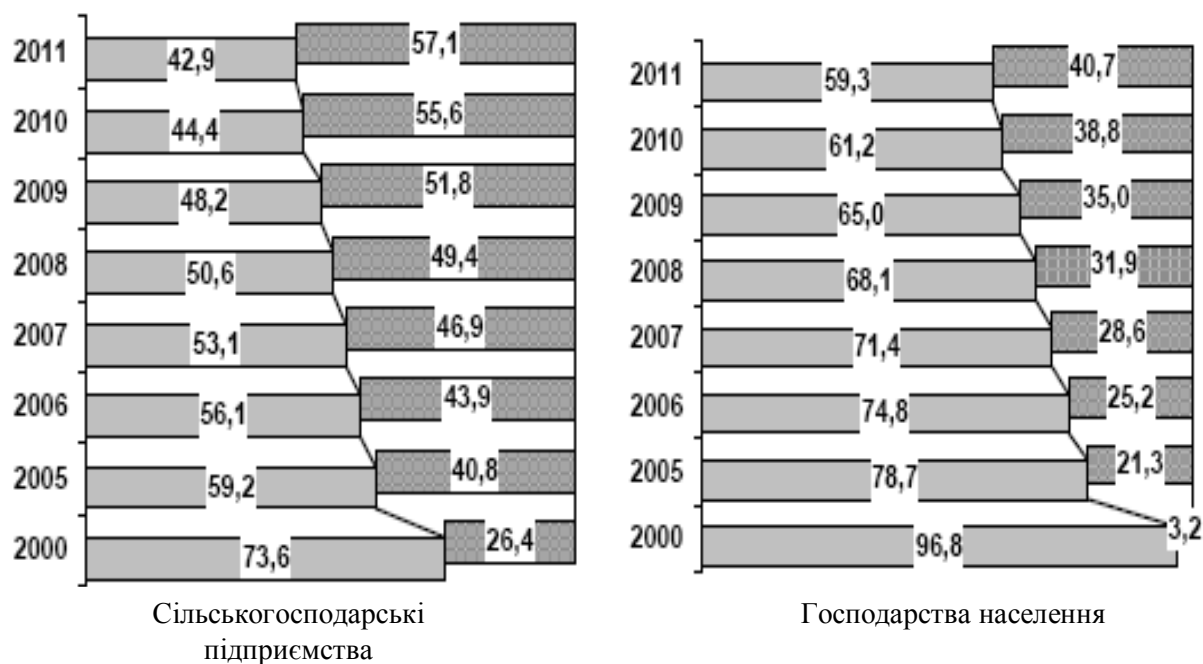 2011 42,9 57,1
2010 44,4 55,6
2009 48,2 51,8
2008 50,6 49,4
2007 53,1 46,9
2006 56,1 43,9
2005 59,2 40,8
2000 73,6 26,4
Сільськогосподарські
підприємства
2011 59,3 40,7
2010 61,2 38,8
2009 65,0 35,0
2008 68,1 31,9
2007 71,4 28,6
2006 74,8 25,2
2005 78,7 21,3
2000 96,8 3,2
Господарства населення